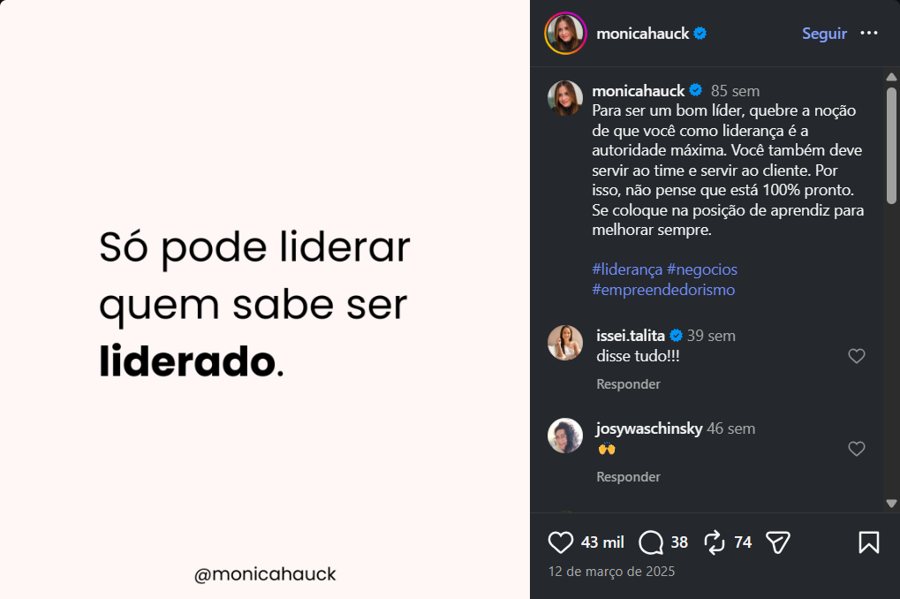 Só pode liderar
quem sabe ser
liderado.
@monicahauck
monicahauck
Seguir
monicahauck 85 sem
Para ser um bom líder, quebre a noção
de que você como liderança é a
autoridade máxima. Você também deve
servir ao time e servir ao cliente. Por
isso, não pense que está 100% pronto.
Se coloque na posição de aprendiz para
melhorar sempre.
#liderança #negocios
#empreendedorismo
issei.talita 39 sem
disse tudo!!!
Responder
josywaschinsky 46 sem
🙌
Responder
43 mil 38 74
12 de março de 2025